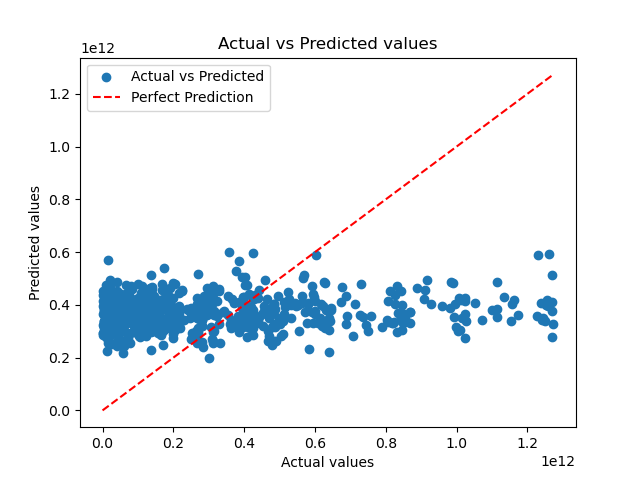 Actual vs Predicted values
1e12
Actual vs Predicted
Perfect Prediction
1.2
1.0
0.8
0.6
0.4
0.2
0.0
Predicted values
0.0 0.2 0.4 0.6 0.8 1.0 1.2
1e12
Actual values